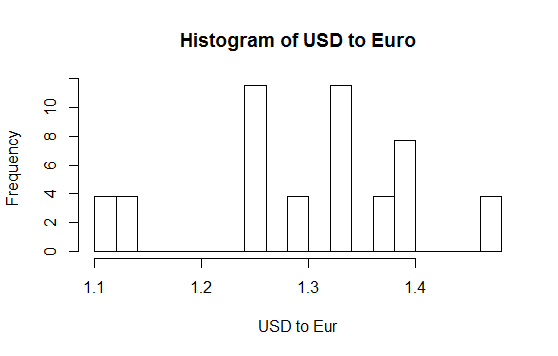 Histogram of USD to Euro
Frequency
0 2 4 6 8 10
1.1 1.2 1.3 1.4
USD to Eur